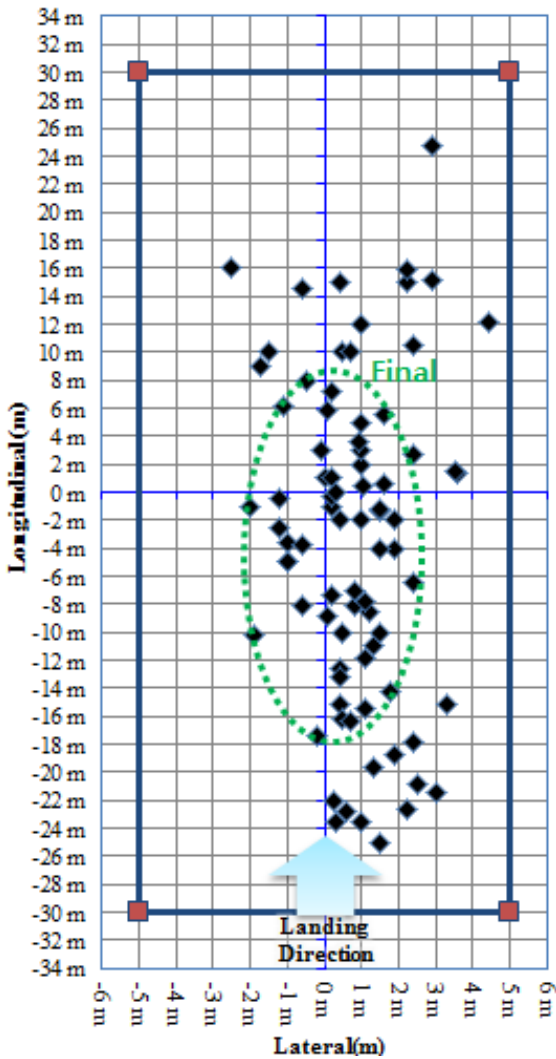 34 m
32 m
30 m
28 m
26 m
24 m
22 m
20 m
18 m
16 m
14 m
12 m
10 m
8 m
Final
6 m
4 m
2 m
0 m
-2 m
-4 m
-6 m
-8 m
-10 m
-12 m
-14 m
-16 m
-18 m
-20 m
-22 m
-24 m
-26 m
-28 m
-30 m
-32 m
-34 m
Longitudinal(m)
Landing
Direction
-6 m
-5 m
-4 m
-3 m
-2 m
-1 m
0 m
1 m
2 m
3 m
4 m
5 m
6 m
Lateral(m)